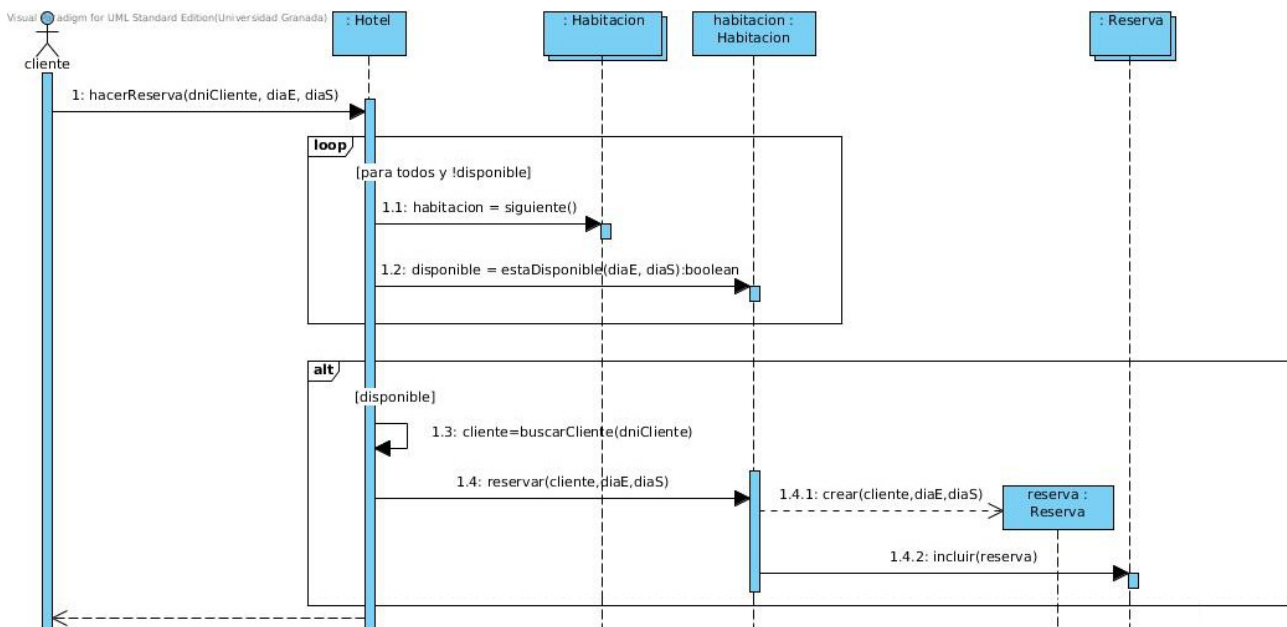 Visual Paradigm for UML Standard Edition(Universidad Granada)
: Hotel
: Habitacion
habitacion :
Habitacion
: Reserva
cliente
1: hacerReserva(dniCliente, diaE, diaS)
loop
[para todos y !disponible]
1.1: habitacion = siguiente()
1.2: disponible = estaDisponible(diaE, diaS):boolean
alt
[disponible]
1.3: cliente=buscarCliente(dniCliente)
1.4: reservar(cliente,diaE,diaS)
1.4.1: crear(cliente,diaE,diaS)
reserva :
Reserva
1.4.2: incluir(reserva)